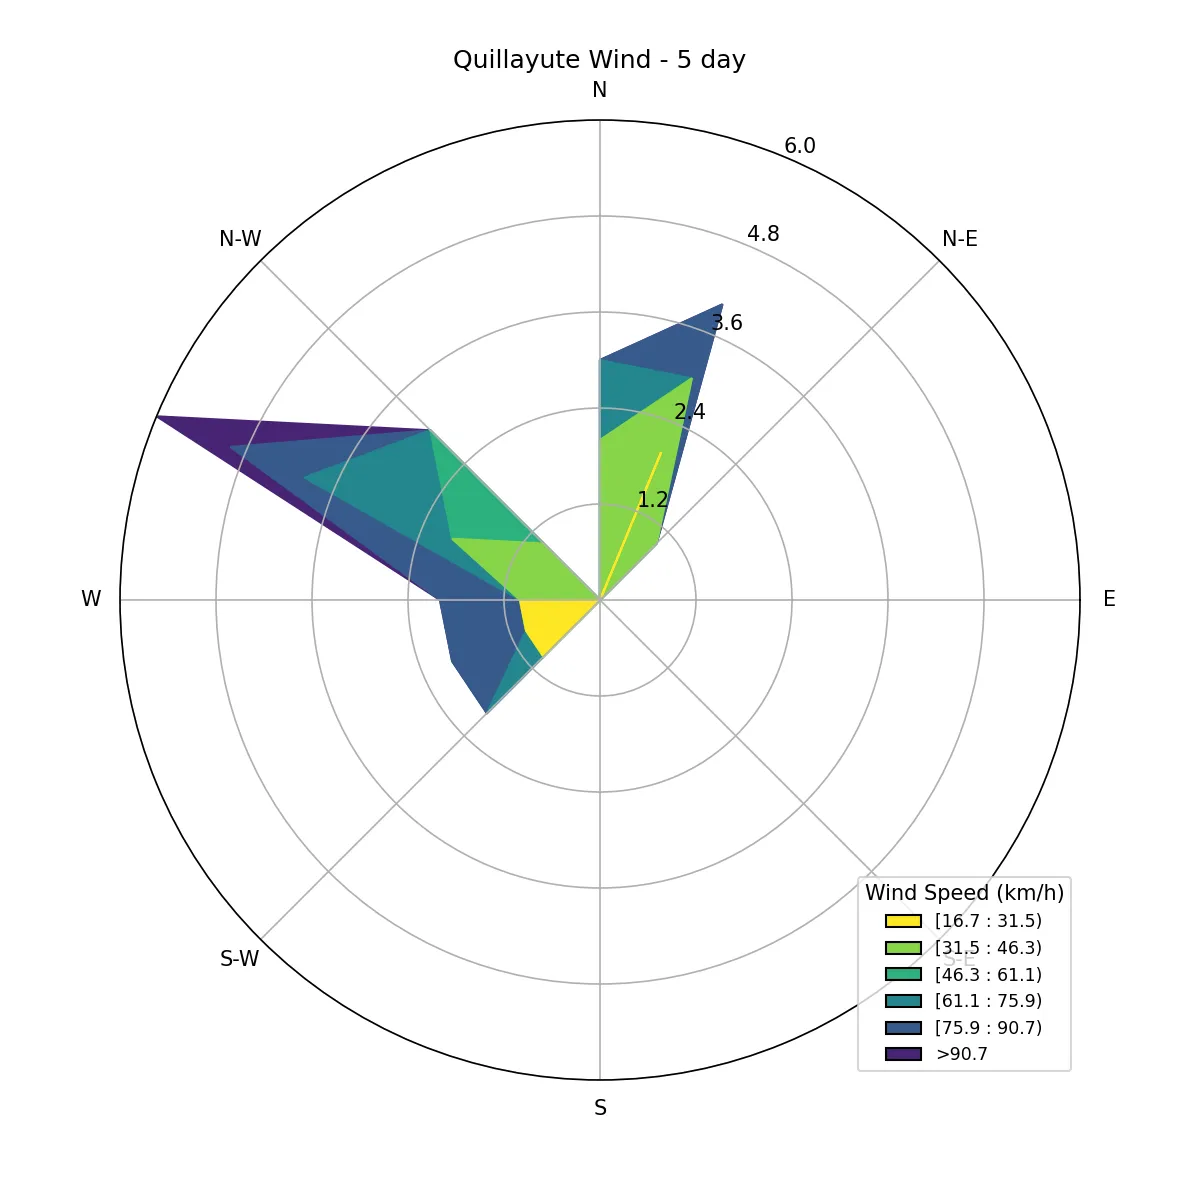 Quillayute Wind - 5 day
N
6.0
4.8
N-W
N-E
3.6
2.4
1.2
W
E
Wind Speed (km/h)
[16.7 : 31.5)
[31.5 : 46.3)
S-W
S-E
[46.3 : 61.1)
[61.1 : 75.9)
[75.9 : 90.7)
>90.7
S